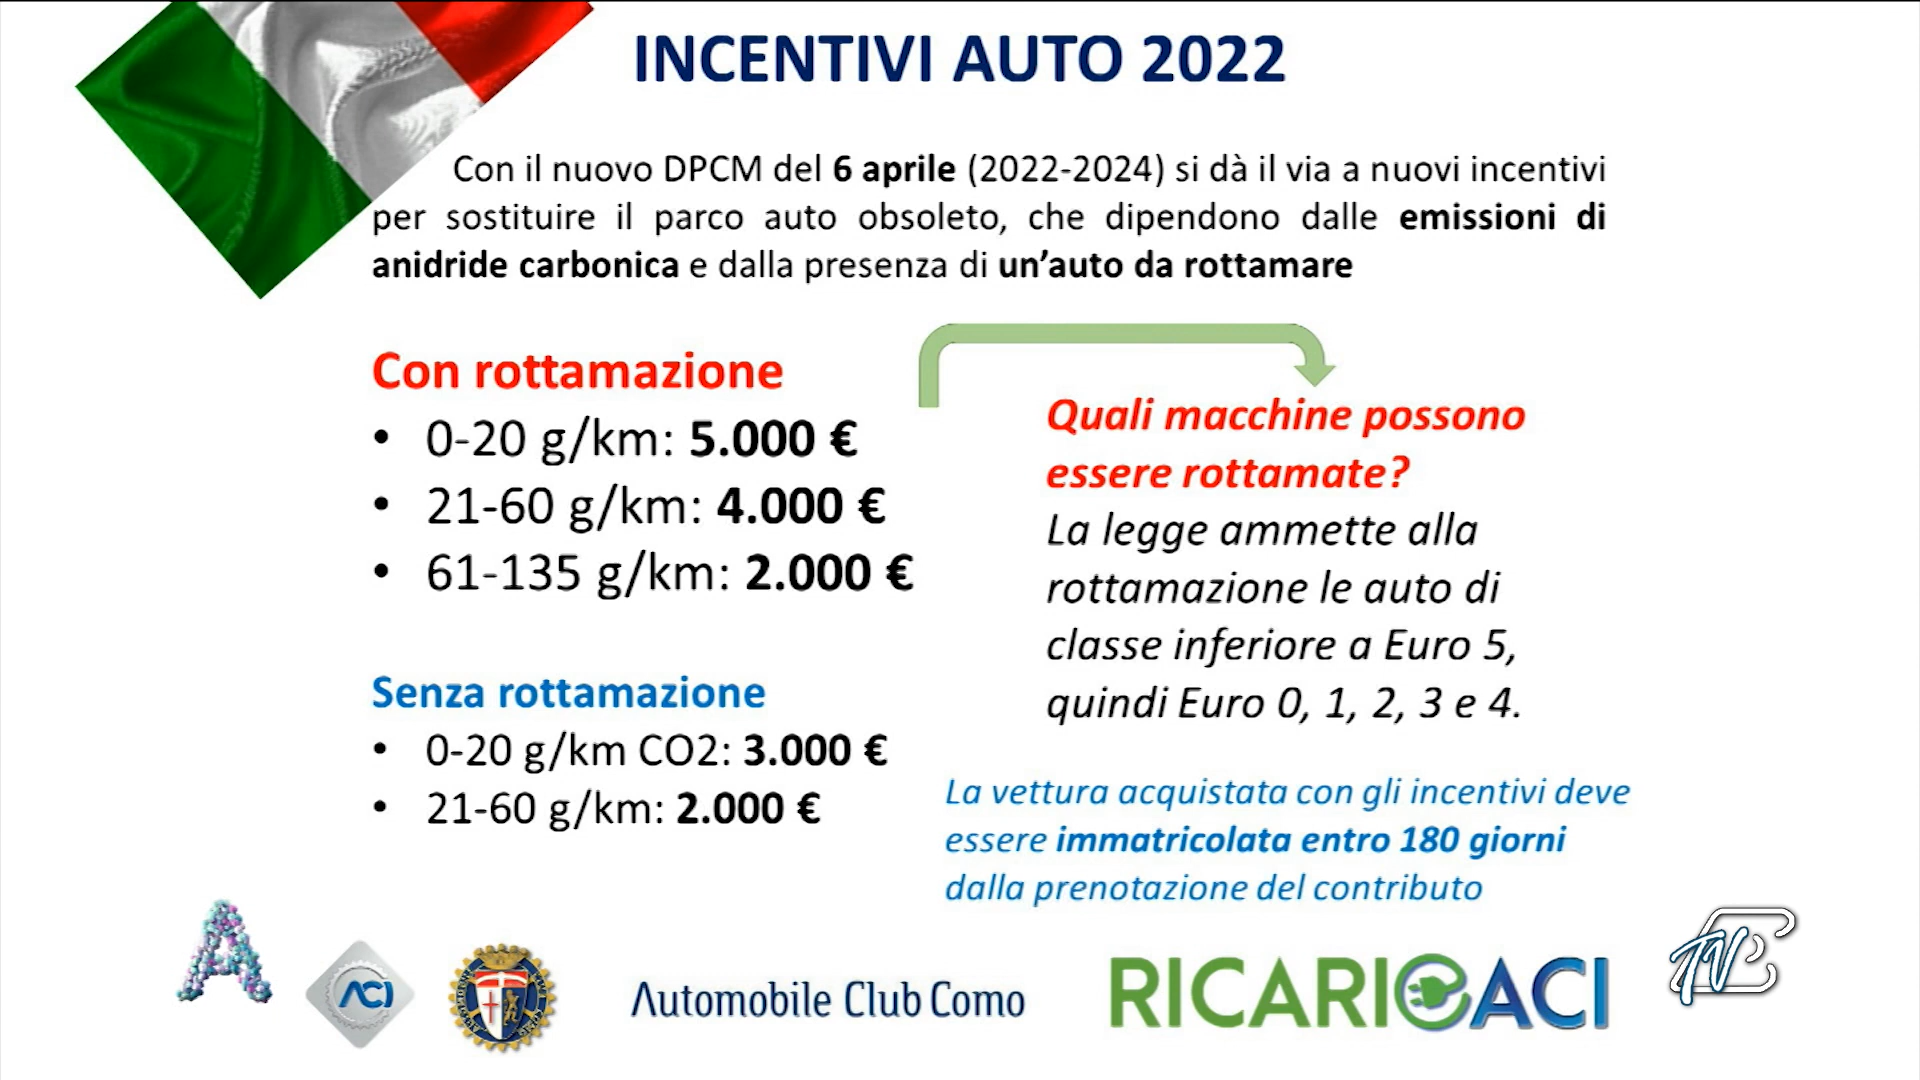 INCENTIVI AUTO 2022
Con il nuovo DPCM del 6 aprile (2022-2024) si dà il via a nuovi incentivi
per sostituire il parco auto obsoleto, che dipendono dalle emissioni di
anidride carbonica e dalla presenza di un’auto da rottamare
Con rottamazione
• 0-20 g/km: 5.000 €
• 21-60 g/km: 4.000 €
• 61-135 g/km: 2.000 €
Senza rottamazione
• 0-20 g/km CO2: 3.000 €
• 21-60 g/km: 2.000 €
Quali macchine possono
essere rottamate?
La legge ammette alla
rottamazione le auto di
classe inferiore a Euro 5,
quindi Euro 0, 1, 2, 3 e 4.
La vettura acquistata con gli incentivi deve
essere immatricolata entro 180 giorni
dalla prenotazione del contributo
A
ACI
Automobile Club Como
RICARICACI